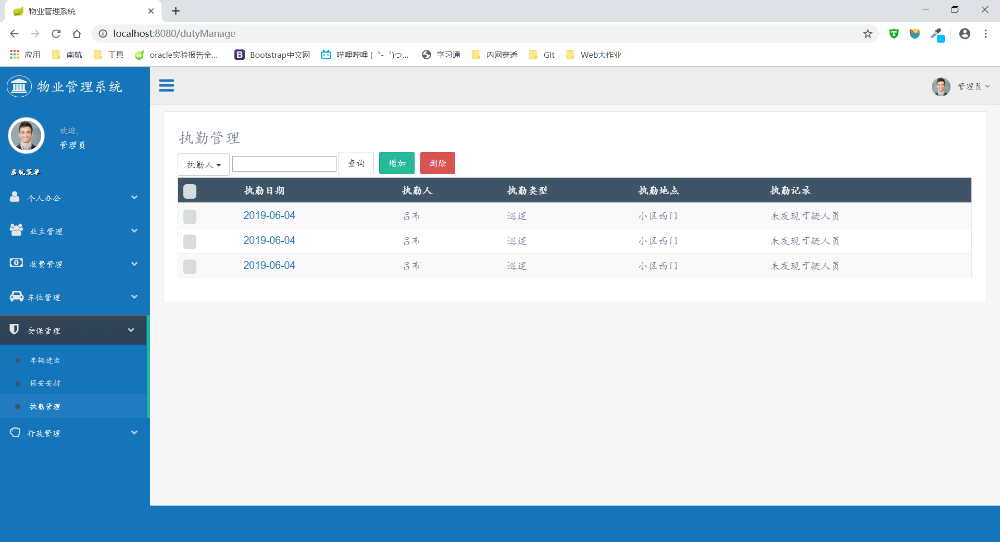 物业管理系统
localhost:8080/dutyManage
应用 南航 工具 oracle实验报告金... Bootstrap中文网 哔哩哔哩 ( ゜- ゜)つ... 学习通 内网穿透 GIt Web大作业
物业管理系统
管理员
欢迎,
管理员
系统菜单
个人办公
业主管理
收费管理
车位管理
安保管理
车辆进出
保安安排
执勤管理
行政管理
执勤管理
执勤人 查询 增加 删除
执勤日期 执勤人 执勤类型 执勤地点 执勤记录
2019-06-04 吕布 巡逻 小区西门 未发现可疑人员
2019-06-04 吕布 巡逻 小区西门 未发现可疑人员
2019-06-04 吕布 巡逻 小区西门 未发现可疑人员